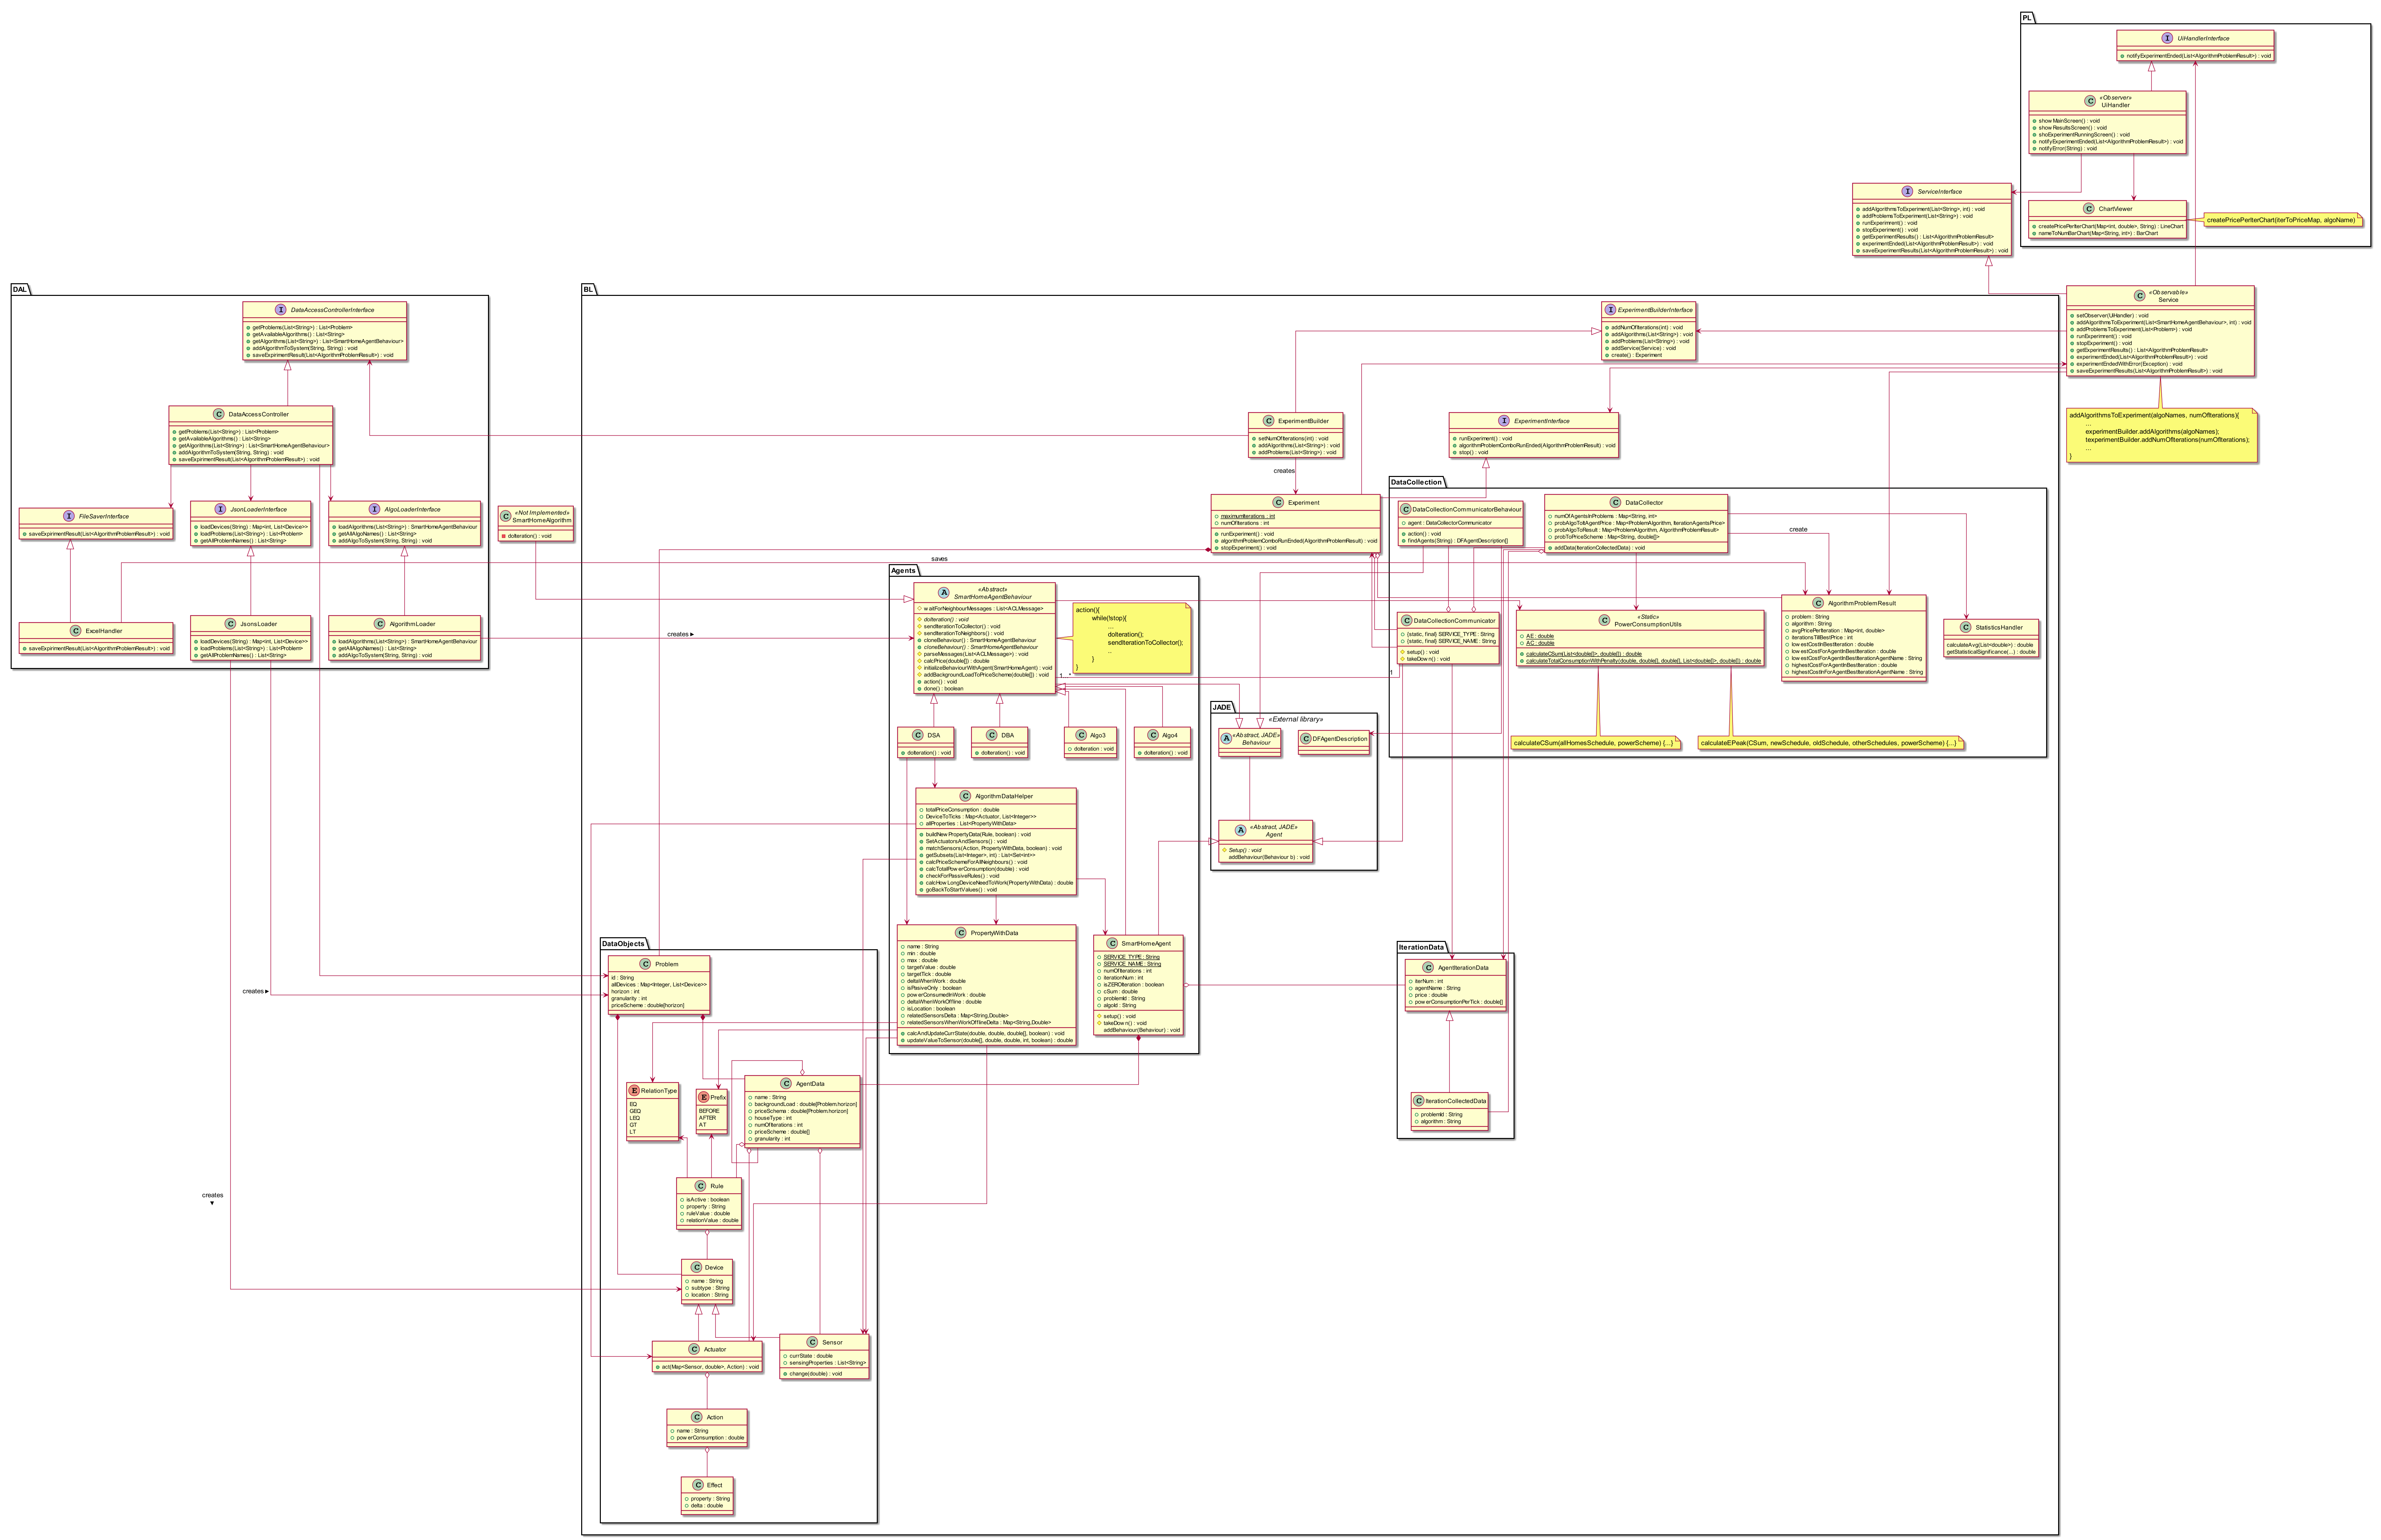 PL
UiHandlerInterface
notifyExperimentEnded(List<AlgorithmProblemResult>) : void
«Observer»
UiHandler
showMainScreen() : void
showResultsScreen() : void
shoExperimentRunningScreen() : void
notifyExperimentEnded(List<AlgorithmProblemResult>) : void
notifyError(String) : void
ChartViewer
createPricePerIterChart(Map<int, double>, String) : LineChart
nameToNumBarChart(Map<String, int>) : BarChart
createPricePerIterChart(iterToPriceMap, algoName)
ServiceInterface
addAlgorithmsToExperiment(List<String>, int) : void
addProblemsToExperiment(List<String>) : void
runExperimrent() : void
stopExperiment() : void
getExperimentResults() : List<AlgorithmProblemResult>
experimentEnded(List<AlgorithmProblemResult>) : void
saveExperimentResults(List<AlgorithmProblemResult>) : void
«Observable»
Service
setObserver(UiHandler) : void
addAlgorithmsToExperiment(List<SmartHomeAgentBehaviour>, int) : void
addProblemsToExperiment(List<Problem>) : void
runExperimrent() : void
stopExperiment() : void
getExperimentResults() : List<AlgorithmProblemResult>
experimentEnded(List<AlgorithmProblemResult>) : void
experimentEndedWithError(Exception) : void
saveExperimentResults(List<AlgorithmProblemResult>) : void
addAlgorithmsToExperiment(algoNames, numOfIterations){
...
experimentBuilder.addAlgorithms(algoNames);
texperimentBuilder.addNumOfIterations(numOfIterations);
...
}
DAL
DataAccessControllerInterface
getProblems(List<String>) : List<Problem>
getAvailableAlgorithms() : List<String>
getAlgorithms(List<String>) : List<SmartHomeAgentBehaviour>
addAlgorithmToSystem(String, String) : void
saveExpirimentResult(List<AlgorithmProblemResult>) : void
DataAccessController
getProblems(List<String>) : List<Problem>
getAvailableAlgorithms() : List<String>
getAlgorithms(List<String>) : List<SmartHomeAgentBehaviour>
addAlgorithmToSystem(String, String) : void
saveExpirimentResult(List<AlgorithmProblemResult>) : void
FileSaverInterface
saveExpirimentResult(List<AlgorithmProblemResult>) : void
JsonLoaderInterface
loadDevices(String) : Map<int, List<Device>>
loadProblems(List<String>) : List<Problem>
getAllProblemNames() : List<String>
AlgoLoaderInterface
loadAlgorithms(List<String>) : SmartHomeAgentBehaviour
getAllAlgoNames() : List<String>
addAlgoToSystem(String, String) : void
ExcelHandler
saveExpirimentResult(List<AlgorithmProblemResult>) : void
JsonsLoader
loadDevices(String) : Map<int, List<Device>>
loadProblems(List<String>) : List<Problem>
getAllProblemNames() : List<String>
AlgorithmLoader
loadAlgorithms(List<String>) : SmartHomeAgentBehaviour
getAllAlgoNames() : List<String>
addAlgoToSystem(String, String) : void
«Not Implemented»
SmartHomeAlgorithm
doIteration() : void
BL
ExperimentBuilderInterface
addNumOfIterations(int) : void
addAlgorithms(List<String>) : void
addProblems(List<String>) : void
addService(Service) : void
create() : Experiment
ExperimentBuilder
setNumOfIterations(int) : void
addAlgorithms(List<String>) : void
addProblems(List<String>) : void
creates
ExperimentInterface
runExperiment() : void
algorithmProblemComboRunEnded(AlgorithmProblemResult) : void
stop() : void
Experiment
maximumIterations : int
numOfIterations : int
runExperiment() : void
algorithmProblemComboRunEnded(AlgorithmProblemResult) : void
stopExperiment() : void
DataCollection
DataCollectionCommunicatorBehaviour
agent : DataCollectorCommunicator
action() : void
findAgents(String) : DFAgentDescription[]
DataCollector
numOfAgentsInProblems : Map<String, int>
probAlgoToItAgentPrice : Map<ProblemAlgorithm, IterationAgentsPrice>
probAlgoToResult : Map<ProblemAlgorithm, AlgorithmProblemResult>
probToPriceScheme : Map<String, double[]>
addData(IterationCollectedData) : void
create
saves
DataCollectionCommunicator
{static, final} SERVICE_TYPE : String
{static, final} SERVICE_NAME : String
setup() : void
takeDown() : void
«Static»
PowerConsumptionUtils
AE : double
AC : double
calculateCSum(List<double[]>, double[]) : double
calculateTotalConsumptionWithPenalty(double, double[], double[], List<double[]>, double[]) : double
AlgorithmProblemResult
problem : String
algorithm : String
avgPricePerIteration : Map<int, double>
iterationsTillBestPrice : int
lowestCostInBestIteration : double
lowestCostForAgentInBestIteration : double
lowestCostForAgentInBestIterationAgentName : String
highestCostForAgentInBestIteration : double
highestCostInForAgentBestIterationAgentName : String
StatisticsHandler
calculateAvg(List<double>) : double
getStatisticalSignificance(...) : double
calculateCSum(allHomesSchedule, powerScheme) {...}
calculateEPeak(CSum, newSchedule, oldSchedule, otherSchedules, powerScheme) {...}
Agents
«Abstract»
SmartHomeAgentBehaviour
waitForNeighbourMessages : List<ACLMessage>
doIteration() : void
sendIterationToCollector() : void
sendIterationToNeighbors() : void
cloneBehaviour() : SmartHomeAgentBehaviour
cloneBehaviour() : SmartHomeAgentBehaviour
parseMessages(List<ACLMessage>) : void
calcPrice(double[]) : double
initializeBehaviourWithAgent(SmartHomeAgent) : void
addBackgroundLoadToPriceScheme(double[]) : void
action() : void
done() : boolean
action(){
while(!stop){
...
doIteration();
sendIterationToCollector();
...
}
}
creates
1...*
1
DSA
doIteration() : void
DBA
doIteration() : void
Algo3
doIteration : void
Algo4
doIteration() : void
JADE
«External library»
«Abstract, JADE»
Behaviour
DFAgentDescription
«Abstract, JADE»
Agent
Setup() : void
addBehaviour(Behaviour b) : void
AlgorithmDataHelper
totalPriceConsumption : double
DeviceToTicks : Map<Actuator, List<Integer>>
allProperties : List<PropertyWithData>
buildNewPropertyData(Rule, boolean) : void
SetActuatorsAndSensors() : void
matchSensors(Action, PropertyWithData, boolean) : void
getSubsets(List<Integer>, int) : List<Set<int>>
calcPriceSchemeForAllNeighbours() : void
calcTotalPowerConsumption(double) : void
checkForPassiveRules() : void
calcHowLongDeviceNeedToWork(PropertyWithData) : double
goBackToStartValues() : void
PropertyWithData
name : String
min : double
max : double
targetValue : double
targetTick : double
deltaWhenWork : double
isPasiveOnly : boolean
powerConsumedInWork : double
deltaWhenWorkOffline : double
isLocation : boolean
relatedSensorsDelta : Map<String,Double>
relatedSensorsWhenWorkOfflineDelta : Map<String,Double>
calcAndUpdateCurrState(double, double, double[], boolean) : void
updateValueToSensor(double[], double, double, int, boolean) : double
SmartHomeAgent
SERVICE_TYPE : String
SERVICE_NAME : String
numOfIterations : int
iterationNum : int
isZEROIteration : boolean
cSum : double
problemId : String
algoId : String
setup() : void
takeDown() : void
addBehaviour(Behaviour) : void
IterationData
AgentIterationData
iterNum : int
agentName : String
price : double
powerConsumptionPerTick : double[]
IterationCollectedData
problemId : String
algorithm : String
DataObjects
Problem
id : String
allDevices : Map<Integer, List<Device>>
horizon : int
granularity : int
priceScheme : double[horizon]
creates
RelationType
EQ
GEQ
LEQ
GT
LT
Prefix
BEFORE
AFTER
AT
AgentData
name : String
backgroundLoad : double[Problem.horizon]
priceSchema : double[Problem.horizon]
houseType : int
numOfIterations : int
priceScheme : double[]
granularity : int
Rule
isActive : boolean
property : String
ruleValue : double
relationValue : double
creates
Device
name : String
subtype : String
location : String
Actuator
act(Map<Sensor, double>, Action) : void
Sensor
currState : double
sensingProperties : List<String>
change(double) : void
Action
name : String
powerConsumption : double
Effect
property : String
delta : double